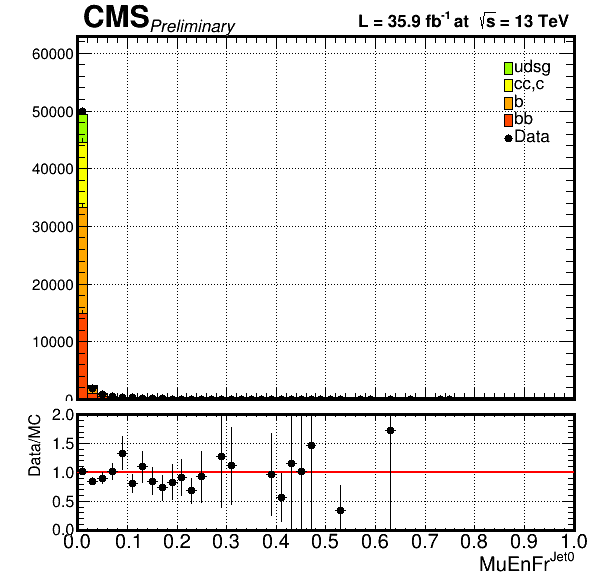 CMS Preliminary L = 35.9 fb⁻¹ at √s = 13 TeV
60000
50000
40000
30000
20000
10000
0
udsg
cc,c
b
bb
Data
Data/MC
2.0
1.5
1.0
0.5
0.0
0.0 0.1 0.2 0.3 0.4 0.5 0.6 0.7 0.8 0.9 1.0
MuEnFr^Jet0